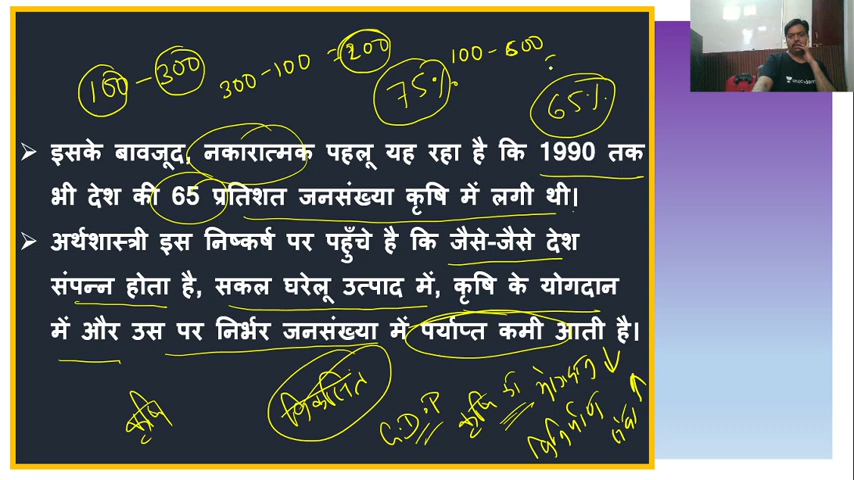 100 - 300 300-100 = 200 75% 100-600 65%
इसके बावजूद, नकारात्मक पहलू यह रहा है कि 1990 तक
भी देश की 65 प्रतिशत जनसंख्या कृषि में लगी थी।
अर्थशास्त्री इस निष्कर्ष पर पहुँचे है कि जैसे-जैसे देश
संपन्न होता है, सकल घरेलू उत्पाद में, कृषि के योगदान
में और उस पर निर्भर जनसंख्या में पर्याप्त कमी आती है।
कृषि विकसित G.D.P कृषि का योगदान ↓
विनिर्माण सेवा ↑